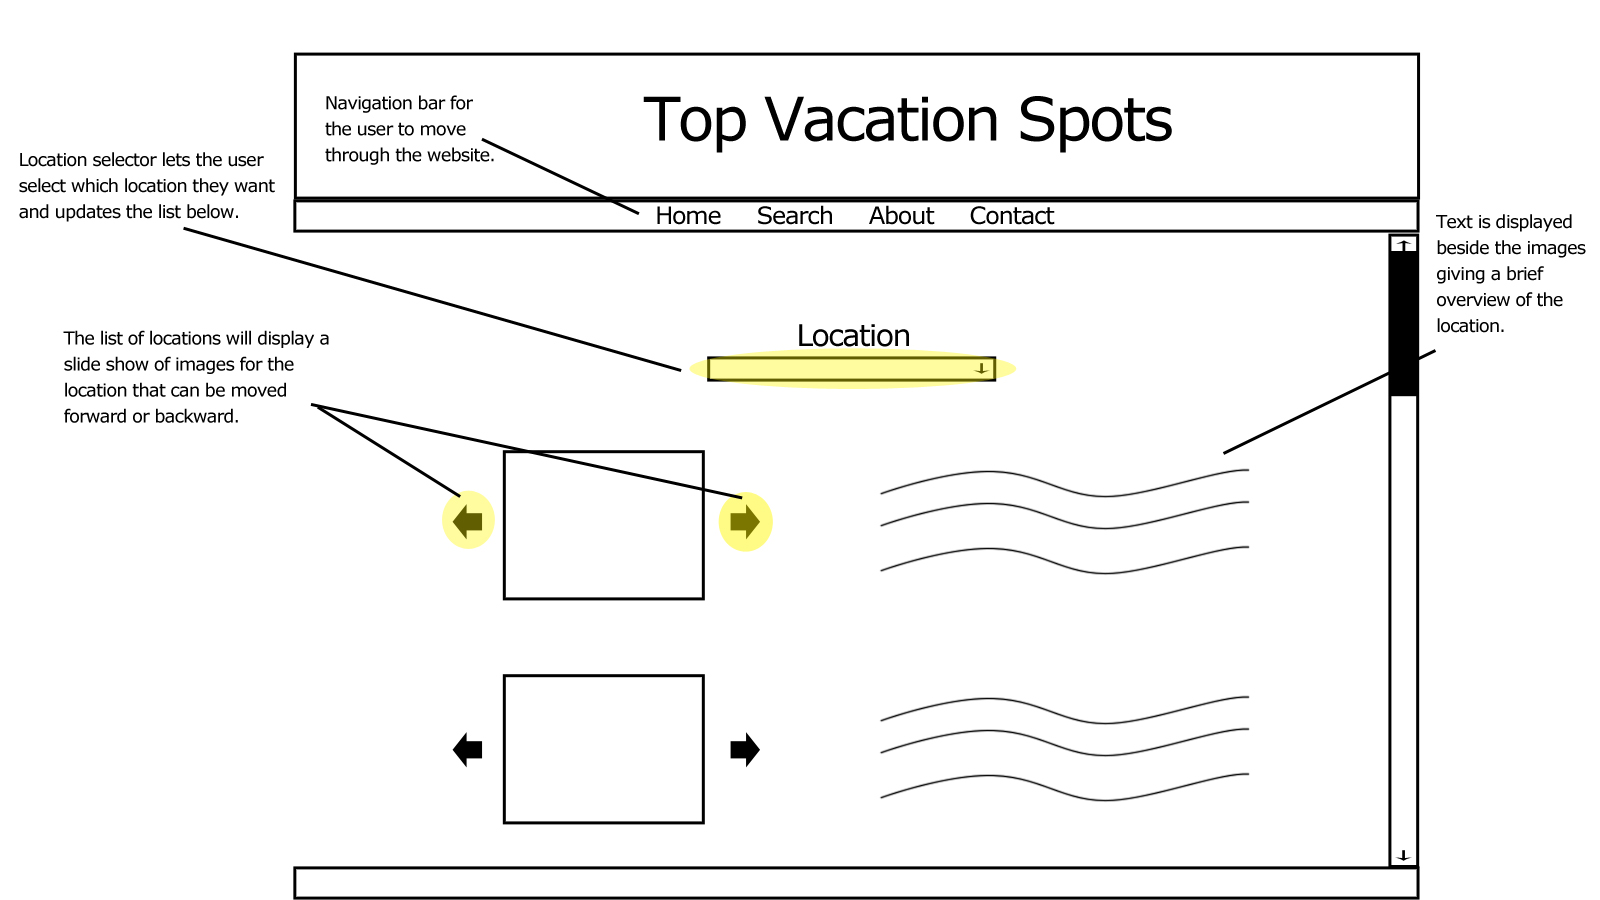 Top Vacation Spots
Navigation bar for
the user to move
through the website.
Location selector lets the user
select which location they want
and updates the list below.
Home Search About Contact
Text is displayed
beside the images
giving a brief
overview of the
location.
Location
The list of locations will display a
slide show of images for the
location that can be moved
forward or backward.